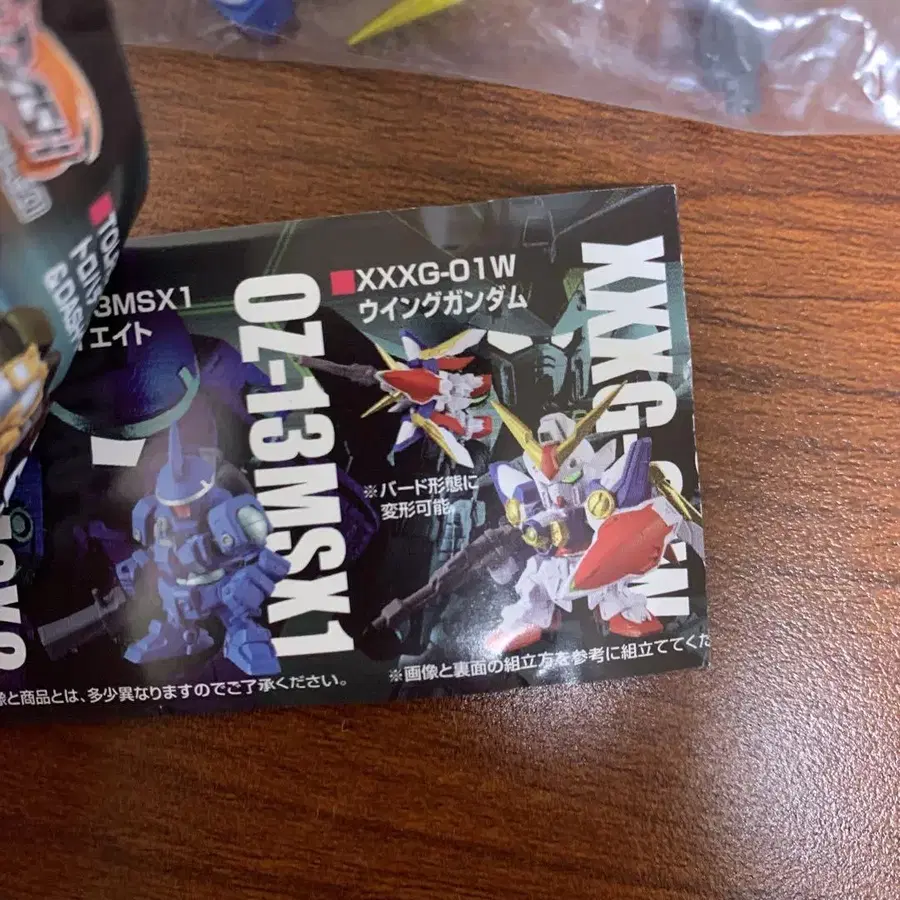 3MSX1
エイト
OZ-13MSX1
XXXG-01W
ウイングガンダム
※バード形態に
変形可能。
XXXG-
と商品とは、多少異なりますのでご了承ください。
※画像と裏面の組立方を参考に組立ててくだ
&DASH